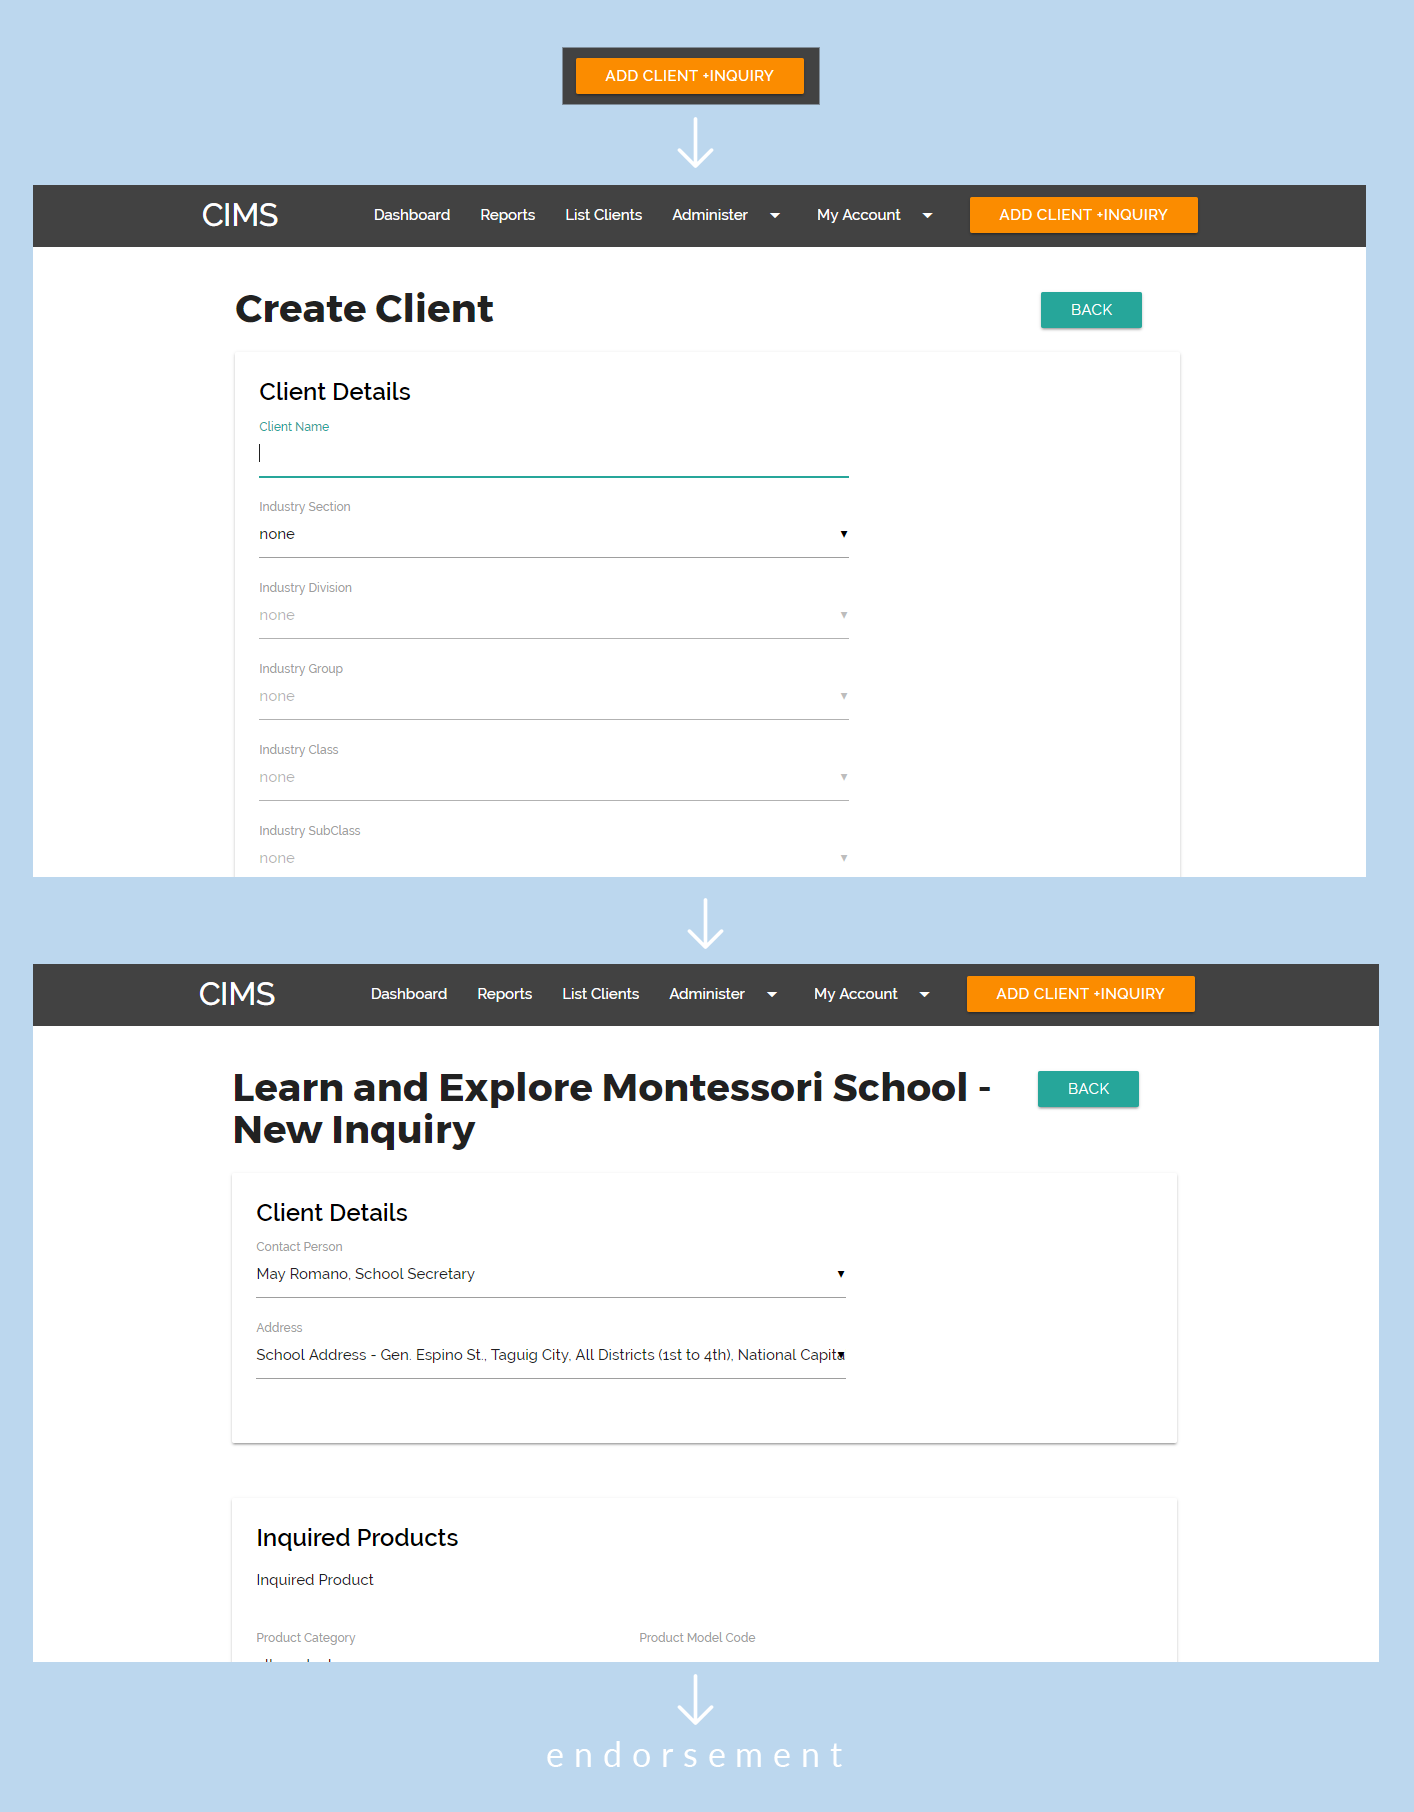 ADD CLIENT +INQUIRY
CIMS Dashboard Reports List Clients Administer My Account ADD CLIENT +INQUIRY
Create Client BACK
Client Details
Client Name
Industry Section
none
Industry Division
none
Industry Group
none
Industry Class
none
Industry SubClass
none
CIMS Dashboard Reports List Clients Administer My Account ADD CLIENT +INQUIRY
Learn and Explore Montessori School - BACK
New Inquiry
Client Details
Contact Person
May Romano, School Secretary
Address
School Address - Gen. Espino St., Taguig City, All Districts (1st to 4th), National Capita
Inquired Products
Inquired Product
Product Category Product Model Code
endorsement